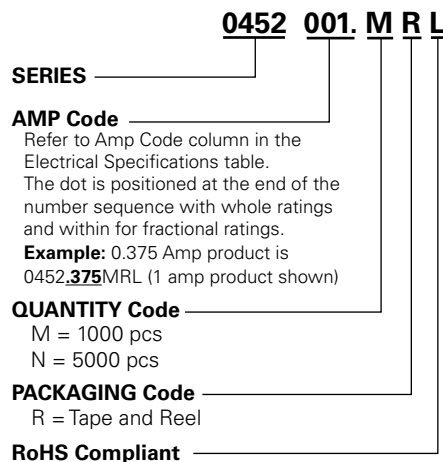 0452 001. M R L
SERIES
AMP Code
Refer to Amp Code column in the
Electrical Specifications table.
The dot is positioned at the end of the
number sequence with whole ratings
and within for fractional ratings.
Example: 0.375 Amp product is
0452.375MRL (1 amp product shown)
QUANTITY Code
M = 1000 pcs
N = 5000 pcs
PACKAGING Code
R = Tape and Reel
RoHS Compliant